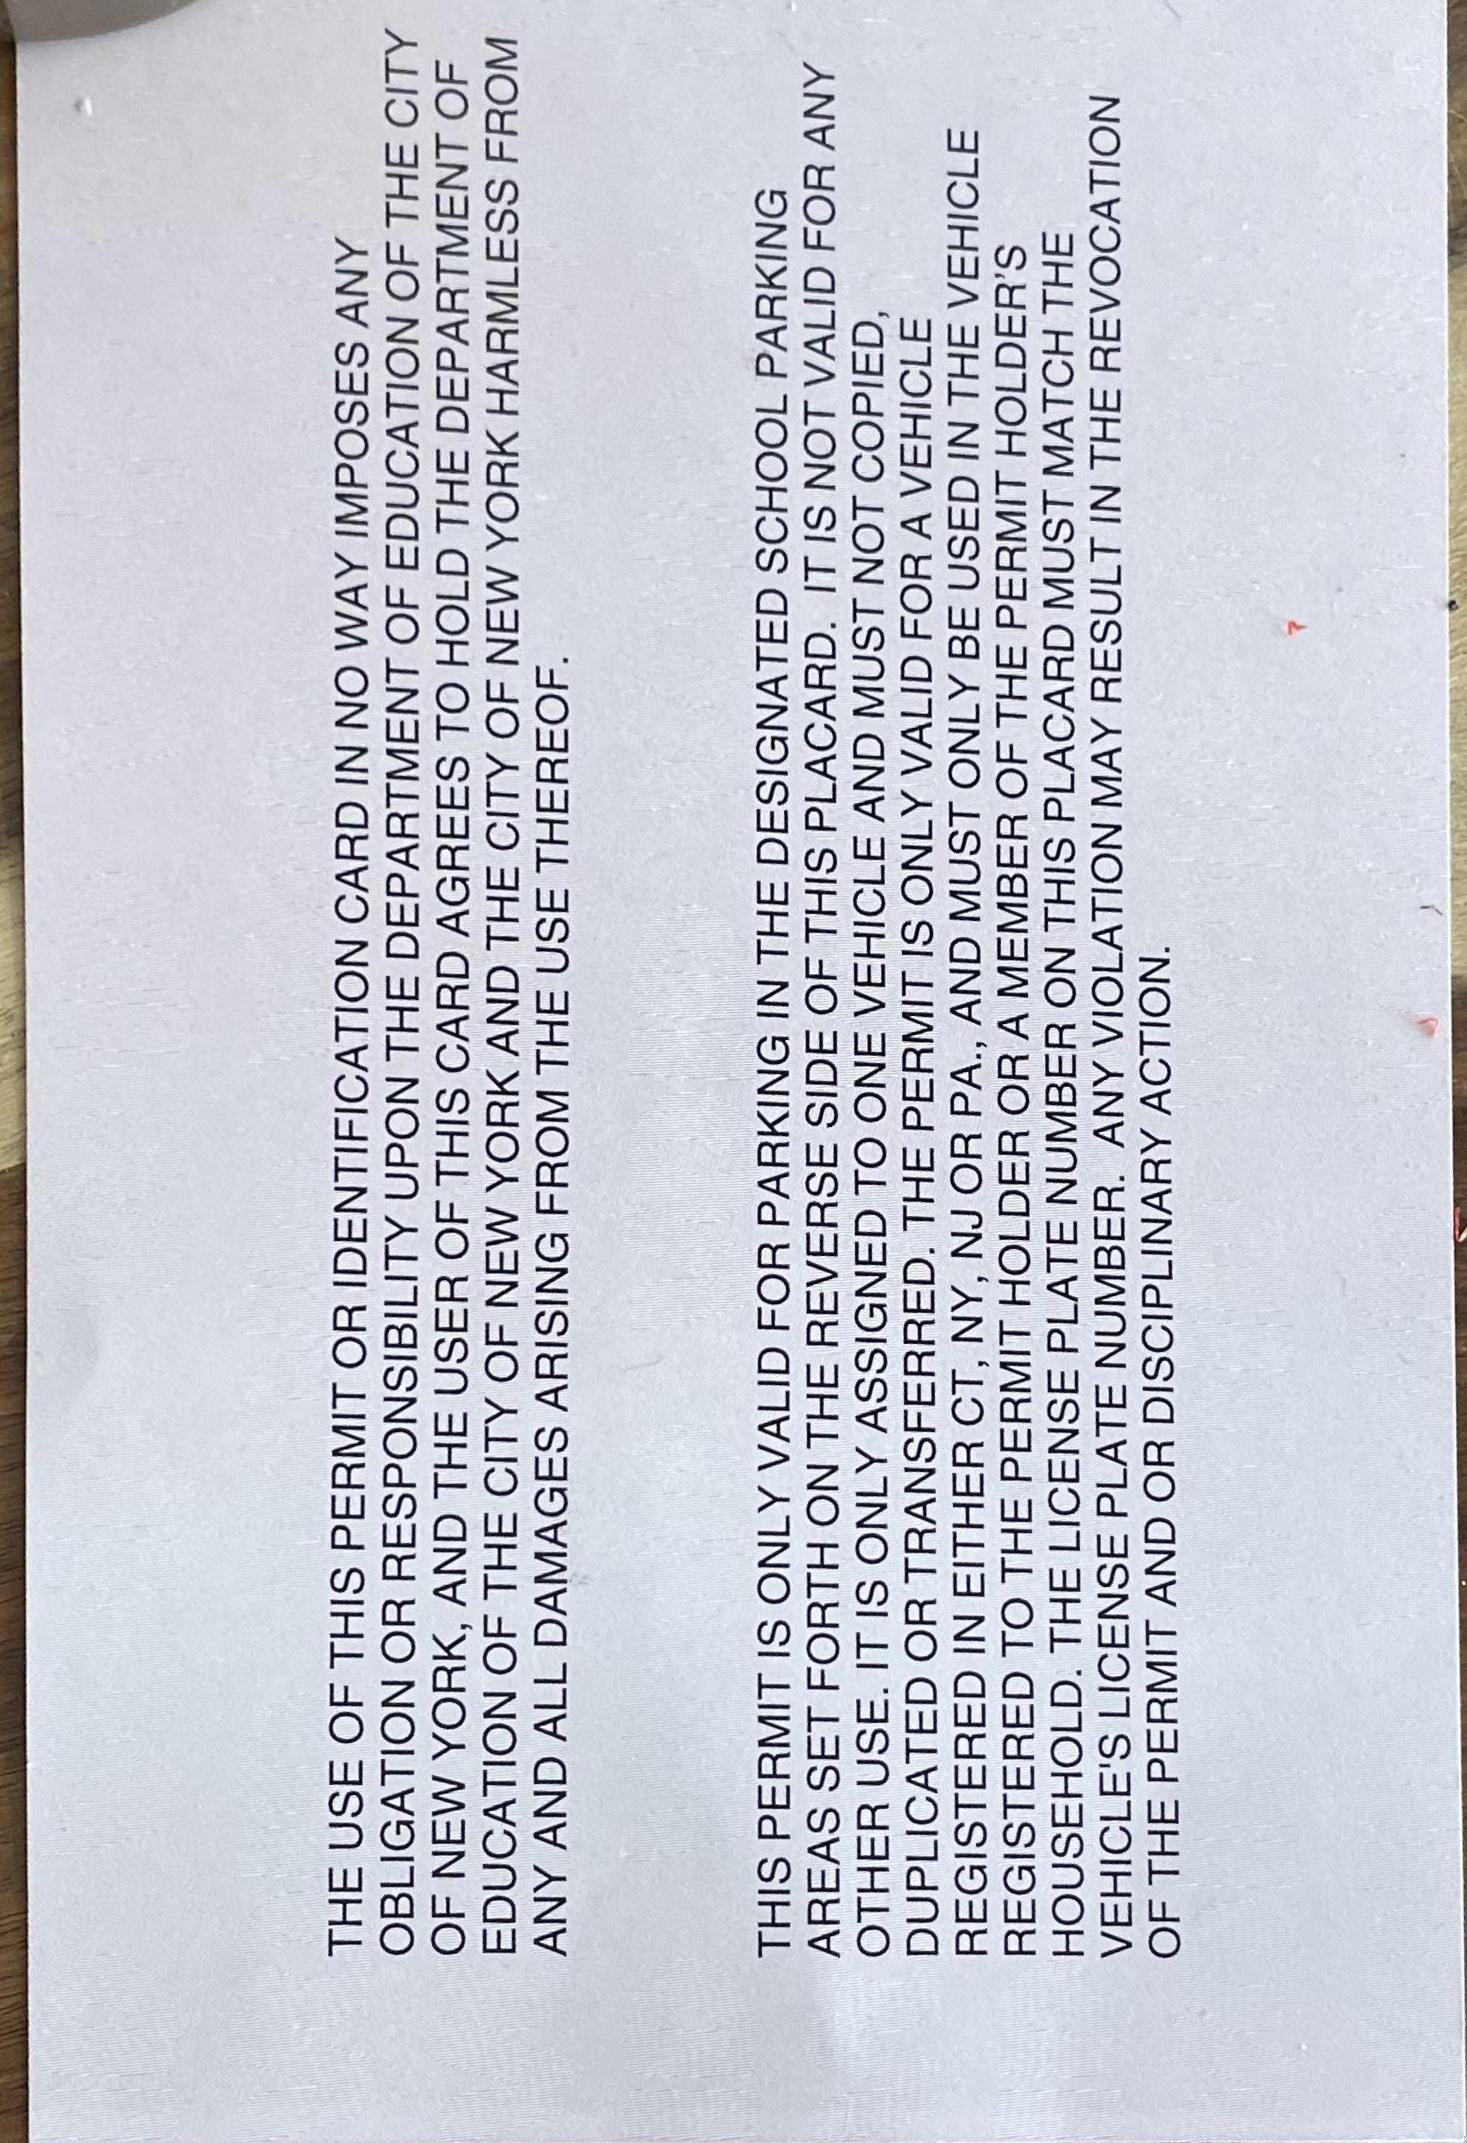 THE USE OF THIS PERMIT OR IDENTIFICATION CARD IN NO WAY IMPOSES ANY
OBLIGATION OR RESPONSIBILITY UPON THE DEPARTMENT OF EDUCATION OF THE CITY
OF NEW YORK, AND THE USER OF THIS CARD AGREES TO HOLD THE DEPARTMENT OF
EDUCATION OF THE CITY OF NEW YORK AND THE CITY OF NEW YORK HARMLESS FROM
ANY AND ALL DAMAGES ARISING FROM THE USE THEREOF.
THIS PERMIT IS ONLY VALID FOR PARKING IN THE DESIGNATED SCHOOL PARKING
AREAS SET FORTH ON THE REVERSE SIDE OF THIS PLACARD. IT IS NOT VALID FOR ANY
OTHER USE. IT IS ONLY ASSIGNED TO ONE VEHICLE AND MUST NOT COPIED,
DUPLICATED OR TRANSFERRED. THE PERMIT IS ONLY VALID FOR A VEHICLE
REGISTERED IN EITHER CT, NY, NJ OR PA., AND MUST ONLY BE USED IN THE VEHICLE
REGISTERED TO THE PERMIT HOLDER OR A MEMBER OF THE PERMIT HOLDER'S
HOUSEHOLD. THE LICENSE PLATE NUMBER ON THIS PLACARD MUST MATCH THE
VEHICLE'S LICENSE PLATE NUMBER. ANY VIOLATION MAY RESULT IN THE REVOCATION
OF THE PERMIT AND OR DISCIPLINARY ACTION.